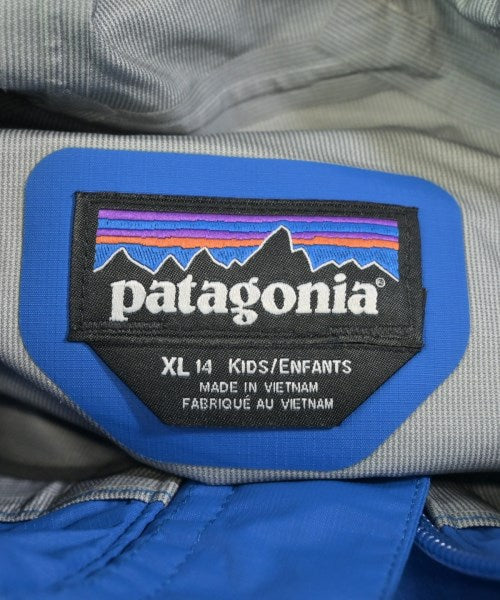 patagonia®
XL 14 KIDS/ENFANTS
MADE IN VIETNAM
FABRIQUÉ AU VIETNAM